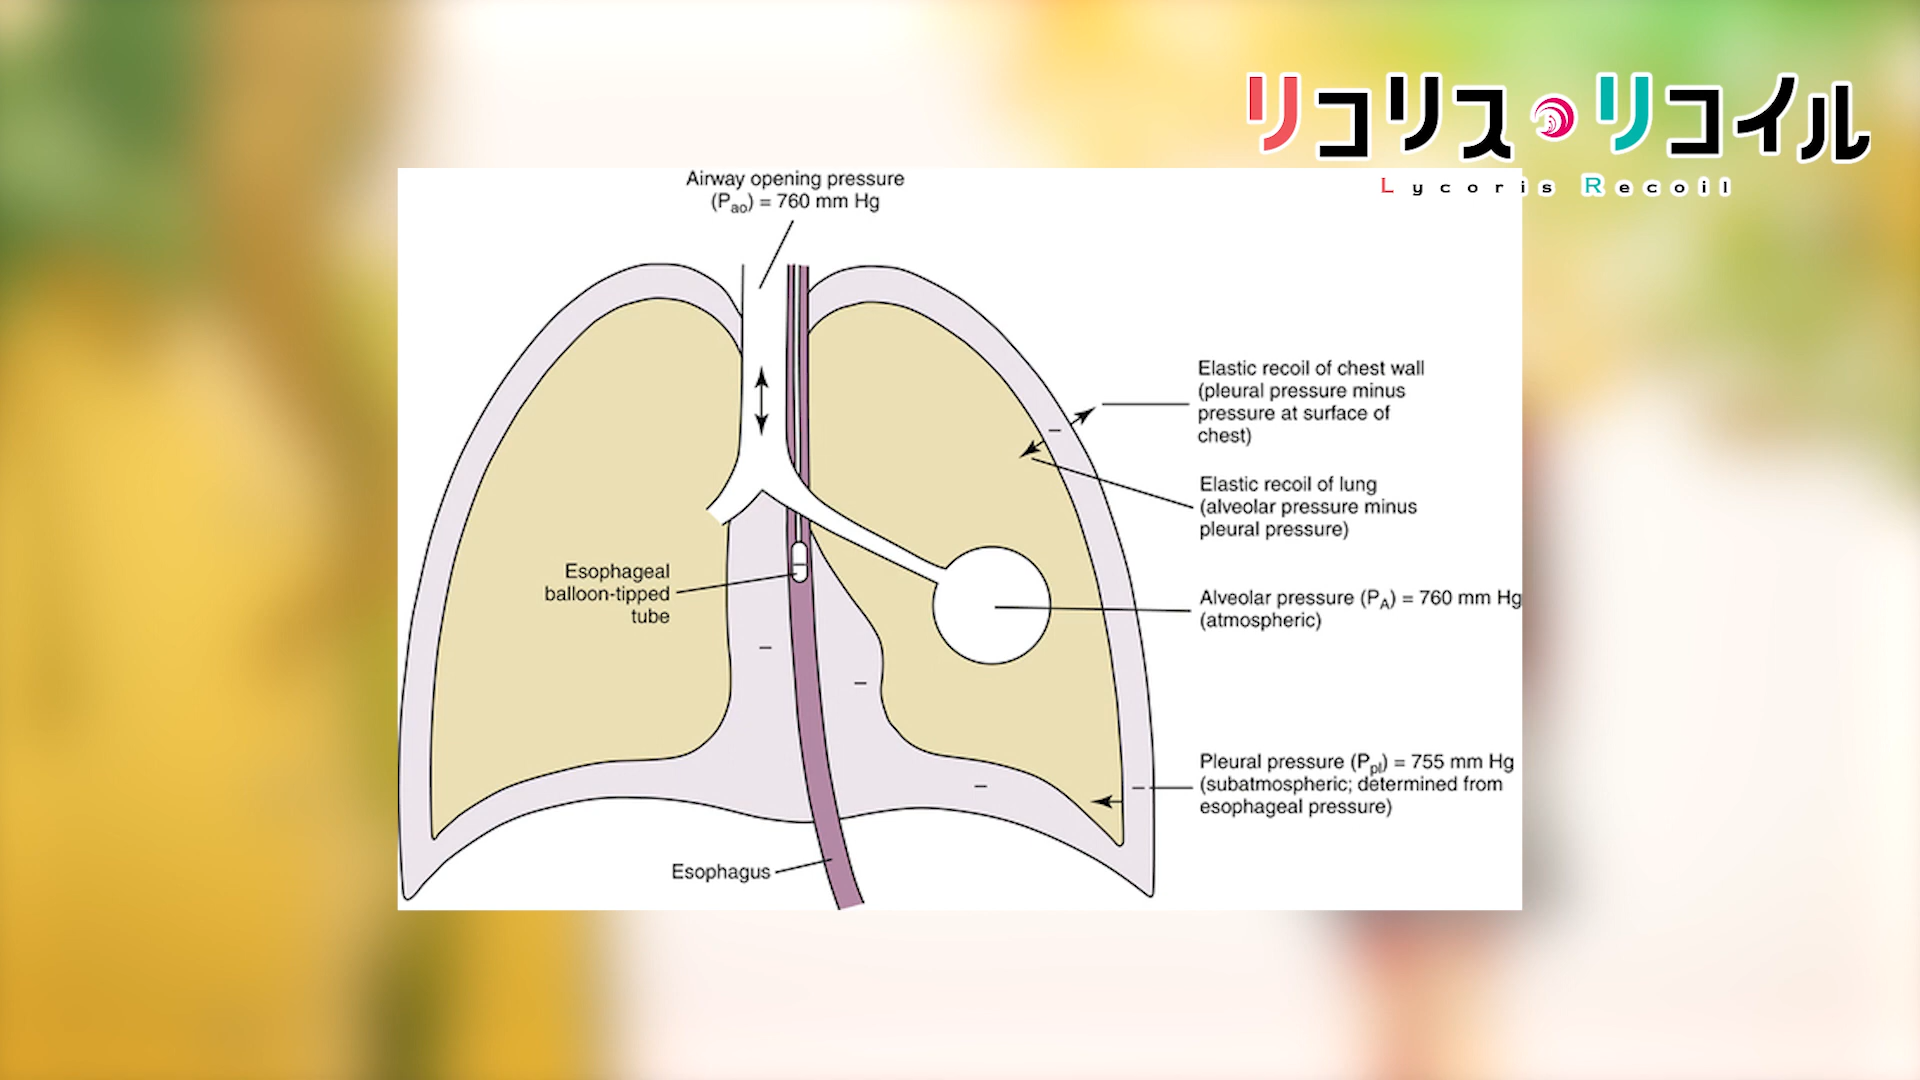 リコリス・リコイル
Lycoris Recoil
Airway opening pressure
(Pao) = 760 mm Hg
Elastic recoil of chest wall
(pleural pressure minus
pressure at surface of
chest)
Elastic recoil of lung
(alveolar pressure minus
pleural pressure)
Esophageal
balloon-tipped
tube
Alveolar pressure (PA) = 760 mm Hg
(atmospheric)
Pleural pressure (Ppl) = 755 mm Hg
(subatmospheric; determined from
esophageal pressure)
Esophagus